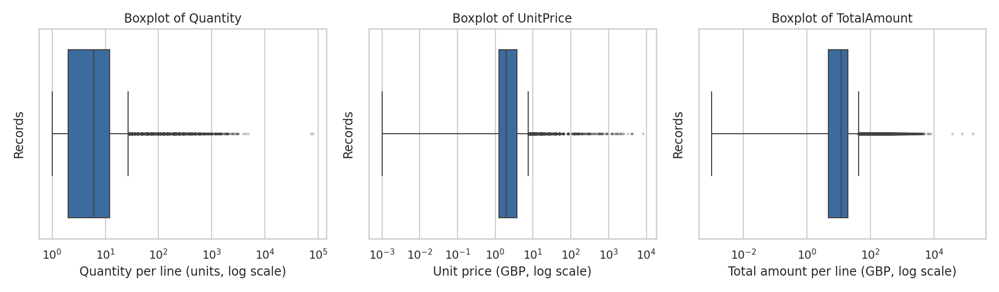 Boxplot of Quantity
Records
10^0 10^1 10^2 10^3 10^4 10^5
Quantity per line (units, log scale)
Boxplot of UnitPrice
Records
10^−3 10^−2 10^−1 10^0 10^1 10^2 10^3 10^4
Unit price (GBP, log scale)
Boxplot of TotalAmount
Records
10^−2 10^0 10^2 10^4
Total amount per line (GBP, log scale)